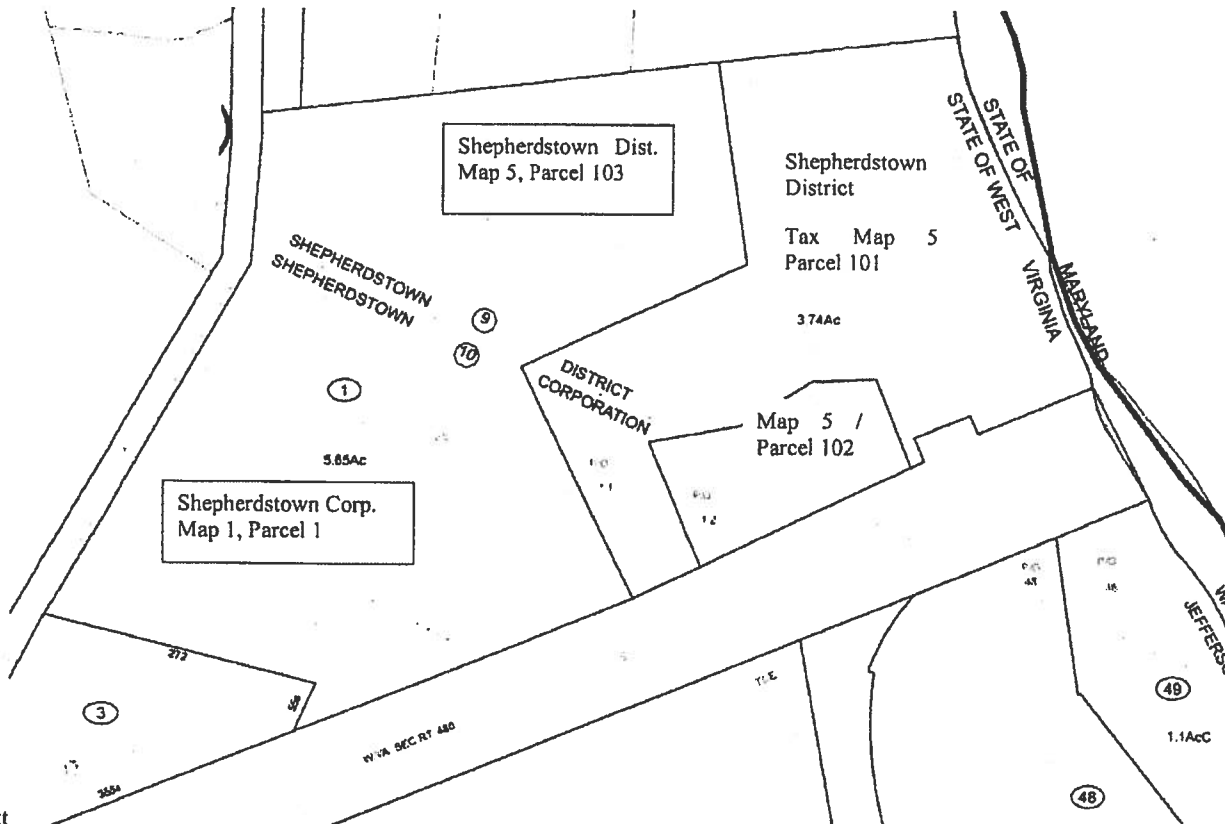 Shepherdstown Dist.
Map 5, Parcel 103
Shepherdstown
District
Tax Map 5
Parcel 101
3.74Ac
STATE OF
MARYLAND
STATE OF WEST
VIRGINIA
SHEPHERDSTOWN
DISTRICT
SHEPHERDSTOWN
CORPORATION
9
10
1
5.65Ac
Map 5 /
Parcel 102
Shepherdstown Corp.
Map 1, Parcel 1
272
3
W VA SEC RT 480
49
1.1AcC
48
JEFFERSO